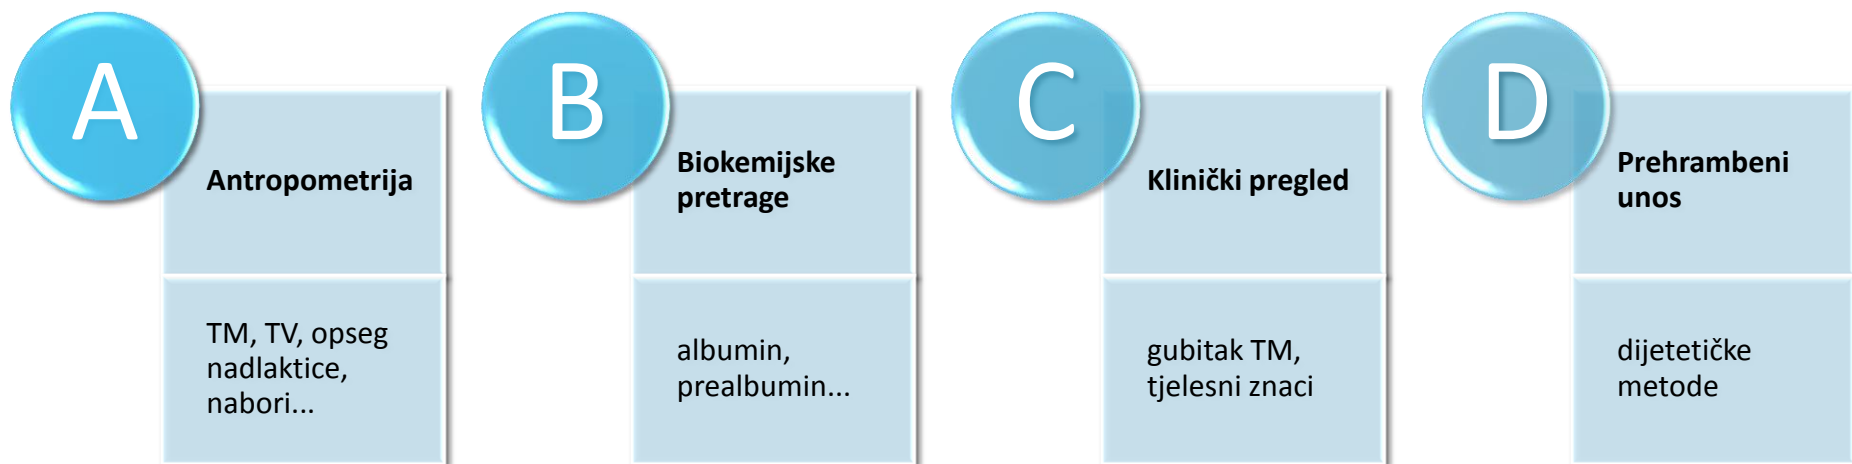 A
Antropometrija
TM, TV, opseg
nadlaktice,
nabori...
B
Biokemijske
pretrage
albumin,
prealbumin...
C
Klinički pregled
gubitak TM,
tjelesni znaci
D
Prehrambeni
unos
dijetetičke
metode